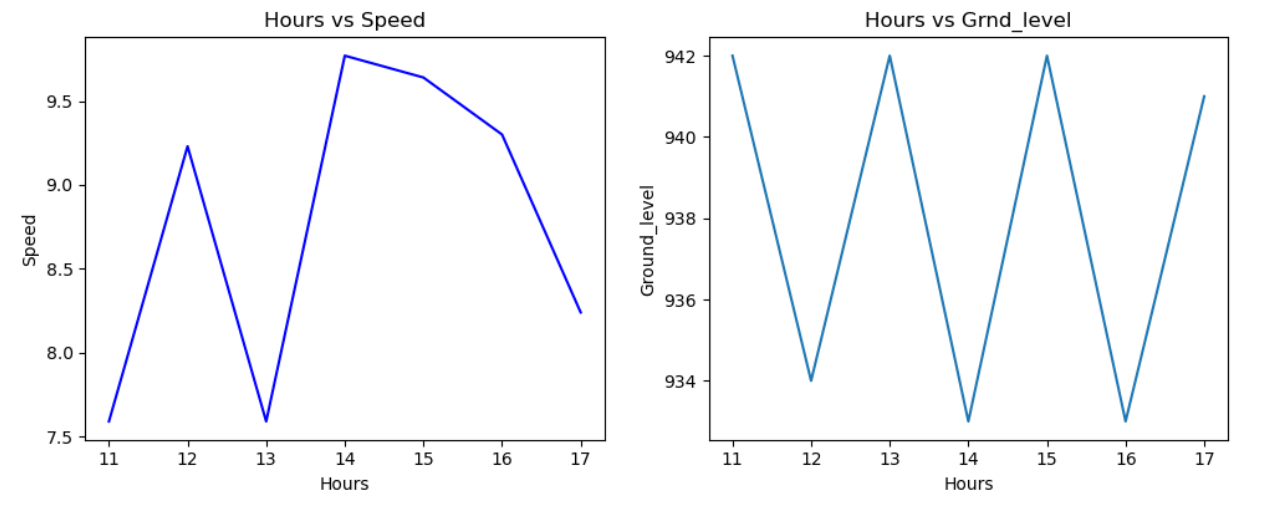 Hours vs Speed
Speed
9.5
9.0
8.5
8.0
7.5
11 12 13 14 15 16 17
Hours
Hours vs Grnd_level
Ground_level
942
940
938
936
934
11 12 13 14 15 16 17
Hours